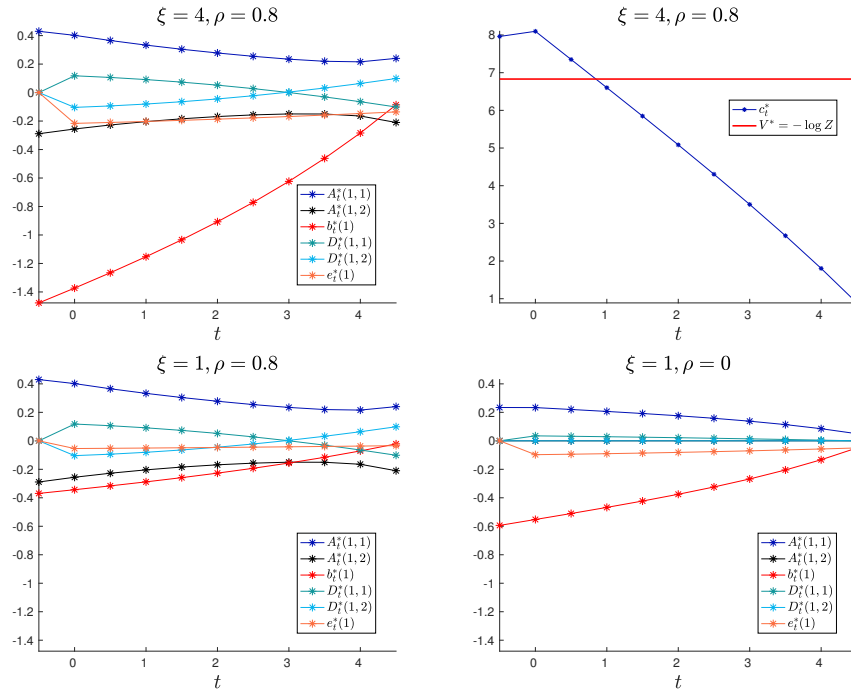 ξ = 4, ρ = 0.8
0.4
0.2
0
-0.2
-0.4
-0.6
-0.8
-1
-1.2
-1.4
0
1
2
3
4
t
A*_t(1, 1)
A*_t(1, 2)
b*_t(1)
D*_t(1, 1)
D*_t(1, 2)
e*_t(1)
ξ = 4, ρ = 0.8
8
7
6
5
4
3
2
1
0
1
2
3
4
t
c*_t
V* = − log Z
ξ = 1, ρ = 0.8
0.4
0.2
0
-0.2
-0.4
-0.6
-0.8
-1
-1.2
-1.4
0
1
2
3
4
t
A*_t(1, 1)
A*_t(1, 2)
b*_t(1)
D*_t(1, 1)
D*_t(1, 2)
e*_t(1)
ξ = 1, ρ = 0
0.4
0.2
0
-0.2
-0.4
-0.6
-0.8
-1
-1.2
-1.4
0
1
2
3
4
t
A*_t(1, 1)
A*_t(1, 2)
b*_t(1)
D*_t(1, 1)
D*_t(1, 2)
e*_t(1)